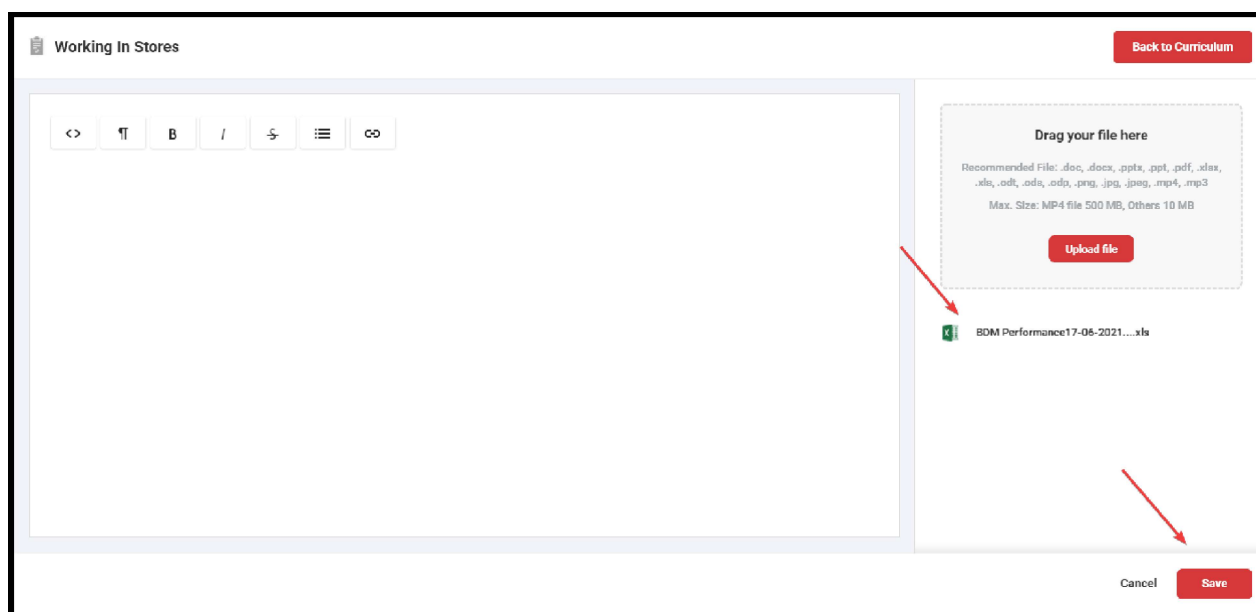 Working In Stores
Back to Curriculum
<> ¶ B I S
Drag your file here
Recommended File: .doc, .docx, .pptx, .ppt, .pdf, .xlsx,
.xls, .odt, .ods, .odp, .png, .jpg, .jpeg, .mp4, .mp3
Max. Size: MP4 file 500 MB, Others 10 MB
Upload file
BDM Performance17-06-2021....xls
Cancel
Save